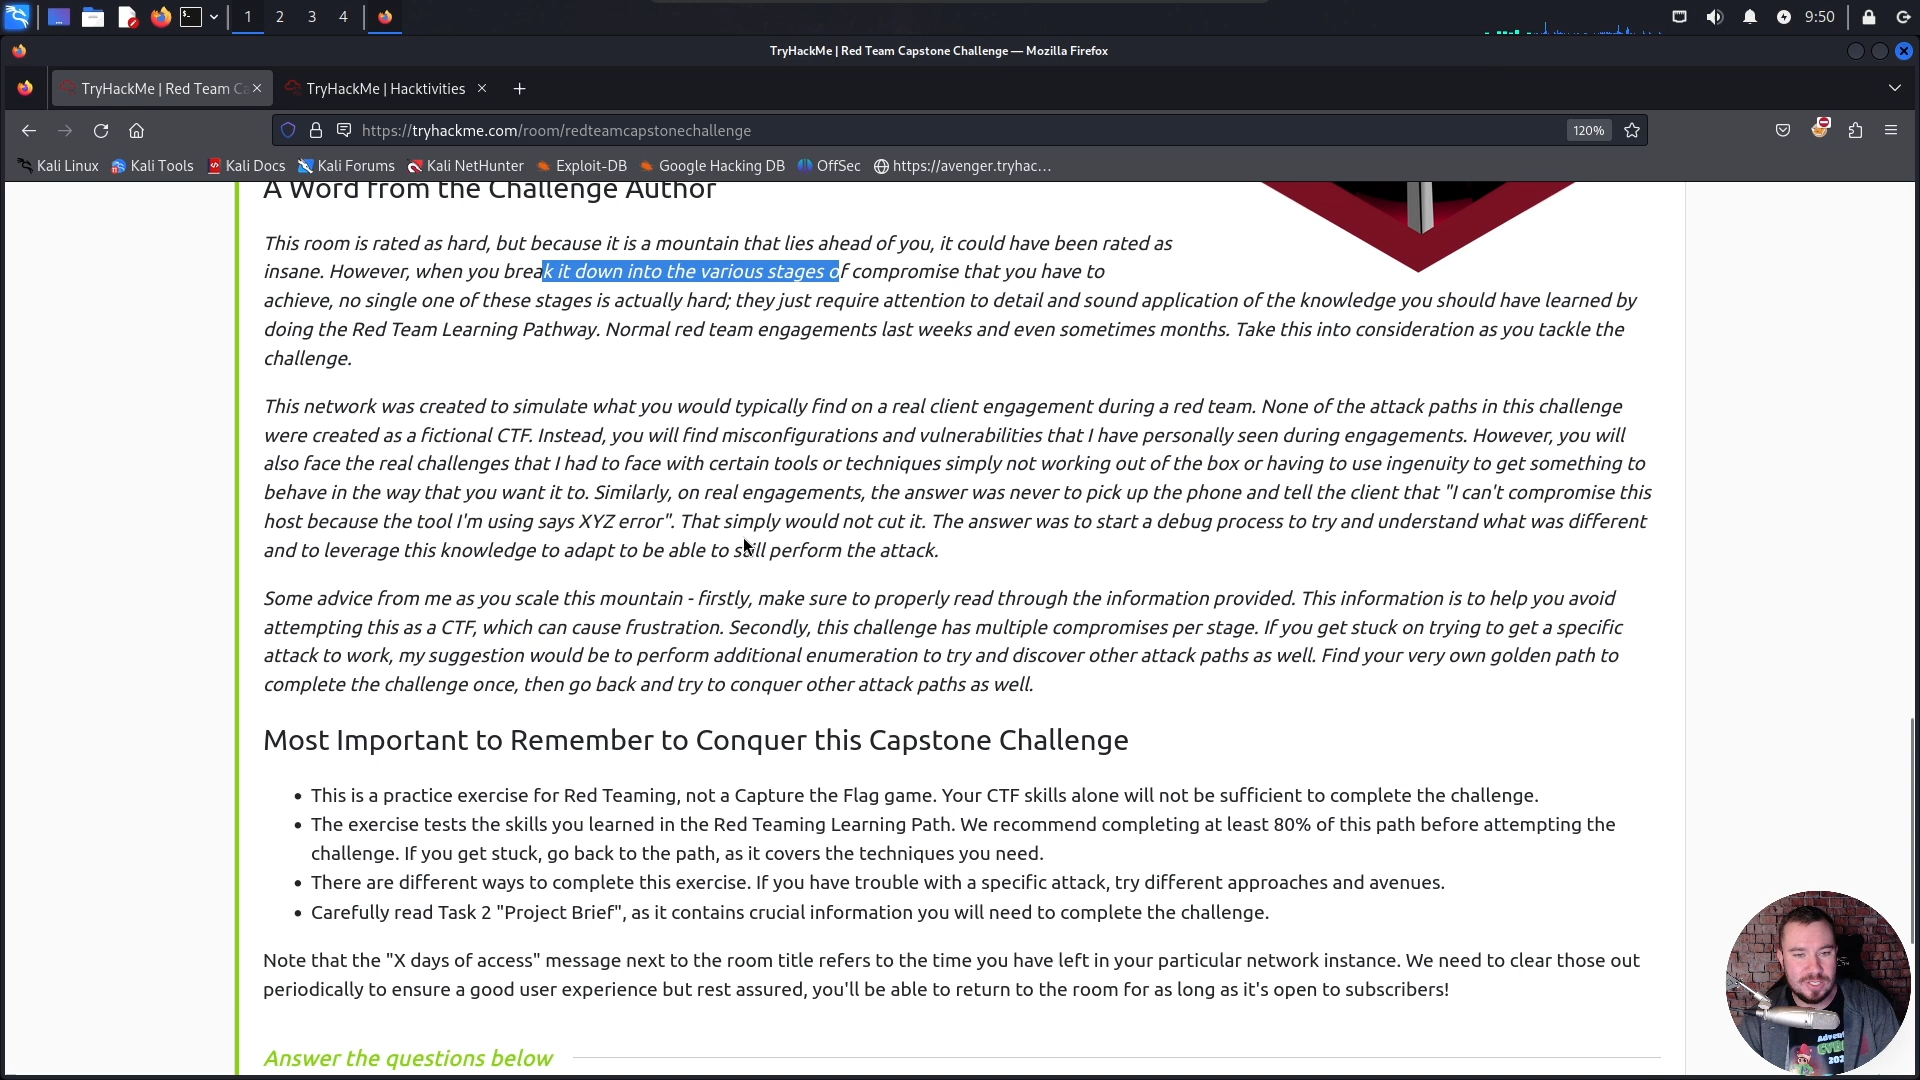 1 2 3 4 9:50
TryHackMe | Red Team Capstone Challenge — Mozilla Firefox
TryHackMe | Red Team Ca TryHackMe | Hacktivities
https://tryhackme.com/room/redteamcapstonechallenge 120%
Kali Linux Kali Tools Kali Docs Kali Forums Kali NetHunter Exploit-DB Google Hacking DB OffSec https://avenger.tryhac…
A Word from the Challenge Author
This room is rated as hard, but because it is a mountain that lies ahead of you, it could have been rated as
insane. However, when you break it down into the various stages of compromise that you have to
achieve, no single one of these stages is actually hard; they just require attention to detail and sound application of the knowledge you should have learned by
doing the Red Team Learning Pathway. Normal red team engagements last weeks and even sometimes months. Take this into consideration as you tackle the
challenge.
This network was created to simulate what you would typically find on a real client engagement during a red team. None of the attack paths in this challenge
were created as a fictional CTF. Instead, you will find misconfigurations and vulnerabilities that I have personally seen during engagements. However, you will
also face the real challenges that I had to face with certain tools or techniques simply not working out of the box or having to use ingenuity to get something to
behave in the way that you want it to. Similarly, on real engagements, the answer was never to pick up the phone and tell the client that "I can't compromise this
host because the tool I'm using says XYZ error". That simply would not cut it. The answer was to start a debug process to try and understand what was different
and to leverage this knowledge to adapt to be able to still perform the attack.
Some advice from me as you scale this mountain - firstly, make sure to properly read through the information provided. This information is to help you avoid
attempting this as a CTF, which can cause frustration. Secondly, this challenge has multiple compromises per stage. If you get stuck on trying to get a specific
attack to work, my suggestion would be to perform additional enumeration to try and discover other attack paths as well. Find your very own golden path to
complete the challenge once, then go back and try to conquer other attack paths as well.
Most Important to Remember to Conquer this Capstone Challenge
• This is a practice exercise for Red Teaming, not a Capture the Flag game. Your CTF skills alone will not be sufficient to complete the challenge.
• The exercise tests the skills you learned in the Red Teaming Learning Path. We recommend completing at least 80% of this path before attempting the
challenge. If you get stuck, go back to the path, as it covers the techniques you need.
• There are different ways to complete this exercise. If you have trouble with a specific attack, try different approaches and avenues.
• Carefully read Task 2 "Project Brief", as it contains crucial information you will need to complete the challenge.
Note that the "X days of access" message next to the room title refers to the time you have left in your particular network instance. We need to clear those out
periodically to ensure a good user experience but rest assured, you'll be able to return to the room for as long as it's open to subscribers!
Answer the questions below